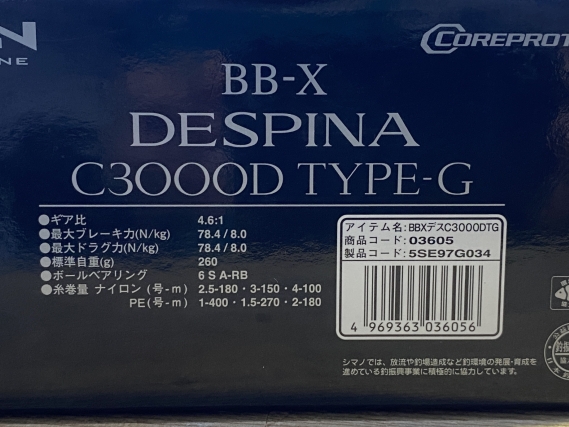 COREPROT
BB-X
DESPINA
C3000D TYPE-G
●ギア比 4.6:1
●最大ブレーキ力(N/kg) 78.4 / 8.0
●最大ドラグ力(N/kg) 78.4 / 8.0
●標準自重(g) 260
●ボールベアリング 6 S A-RB
●糸巻量 ナイロン (号-m) 2.5-180・3-150・4-100
PE(号-m) 1-400・1.5-270・2-180
アイテム名:BBXデスC3000DTG
商品コード:03605
製品コード:5SE97G034
4 969363 036056
シマノでは、放流や釣場造成など釣環境の発展・育成を
進めている釣振興事業に積極的に協力しています。